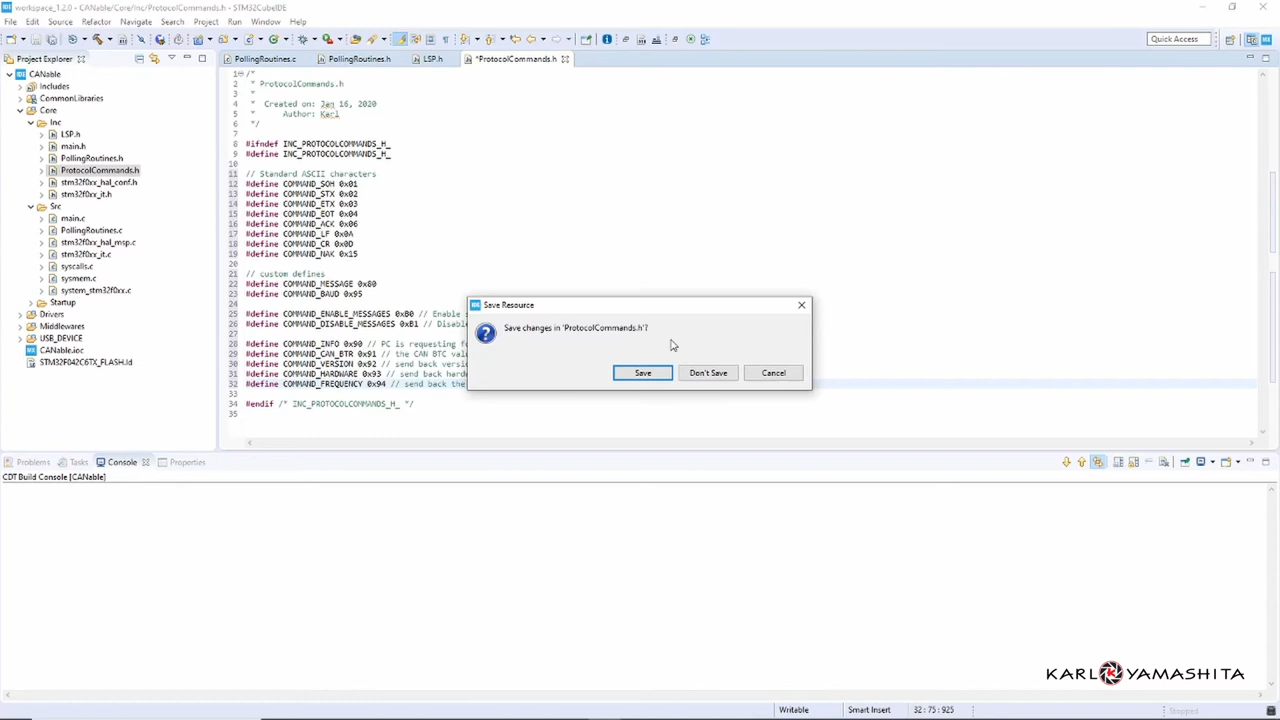 workspace_1.2.0 - CANable/Core/Inc/ProtocolCommands.h - STM32CubeIDE
File Edit Source Refactor Navigate Search Project Run Window Help
Quick Access
Project Explorer
PollingRoutines.c
PollingRoutines.h
LSP.h
*ProtocolCommands.h
CANable
Includes
CommonLibraries
Core
Inc
LSP.h
main.h
PollingRoutines.h
ProtocolCommands.h
stm32f0xx_hal_conf.h
stm32f0xx_it.h
Src
main.c
PollingRoutines.c
stm32f0xx_hal_msp.c
stm32f0xx_it.c
syscalls.c
sysmem.c
system_stm32f0xx.c
Startup
Drivers
Middlewares
USB_DEVICE
CANable.ioc
STM32F042C6TX_FLASH.ld
1 /*
2 * ProtocolCommands.h
3 *
4 * Created on: Jan 16, 2020
5 * Author: Karl
6 */
7
8 #ifndef INC_PROTOCOLCOMMANDS_H_
9 #define INC_PROTOCOLCOMMANDS_H_
10
11 // Standard ASCII characters
12 #define COMMAND_SOH 0x01
13 #define COMMAND_STX 0x02
14 #define COMMAND_ETX 0x03
15 #define COMMAND_EOT 0x04
16 #define COMMAND_ACK 0x06
17 #define COMMAND_LF 0x0A
18 #define COMMAND_CR 0x0D
19 #define COMMAND_NAK 0x15
20
21 // custom defines
22 #define COMMAND_MESSAGE 0x80
23 #define COMMAND_BAUD 0x95
24
25 #define COMMAND_ENABLE_MESSAGES 0xB0 // Enable
26 #define COMMAND_DISABLE_MESSAGES 0xB1 // Disabl
27
28 #define COMMAND_INFO 0x90 // PC is requesting f
29 #define COMMAND_CAN_BTR 0x91 // the CAN BTC val
30 #define COMMAND_VERSION 0x92 // send back versi
31 #define COMMAND_HARDWARE 0x93 // send back hard
32 #define COMMAND_FREQUENCY 0x94 // send back the
33
34 #endif /* INC_PROTOCOLCOMMANDS_H_ */
35
Save Resource
Save changes in 'ProtocolCommands.h'?
Save
Don't Save
Cancel
Problems
Tasks
Console
Properties
CDT Build Console [CANable]
KARL YAMASHITA
Writable
Smart Insert
32 : 75 : 925
Stopped